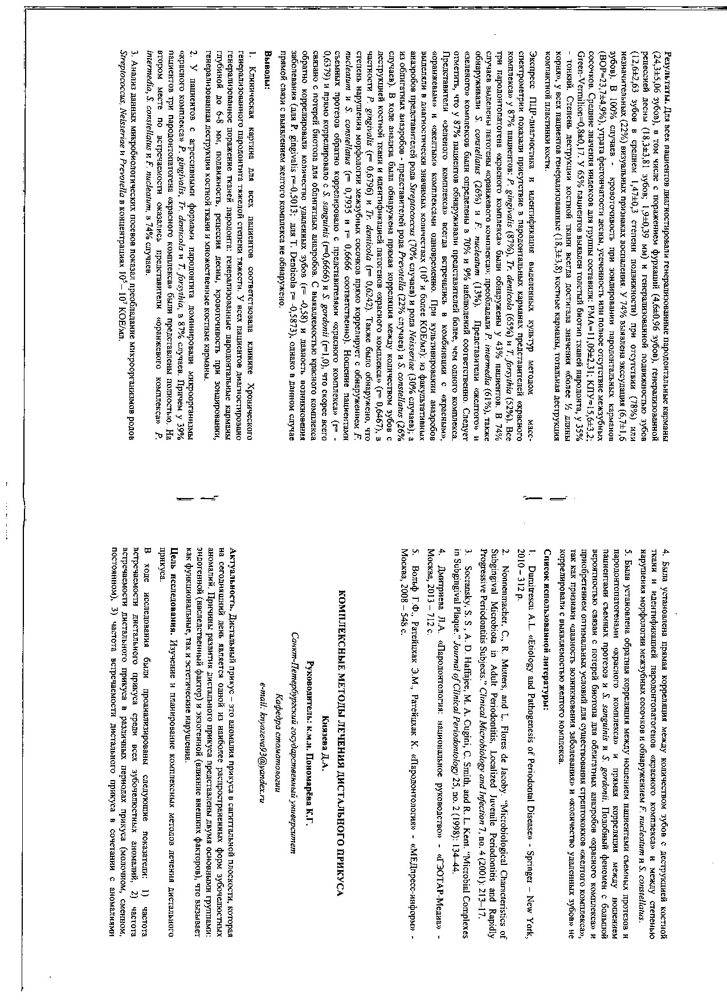 Результаты. Для всех пациентов диагностированы генерализованные пародонтальные карманы
(24,3±5,06 зубов), в том числе с поражением фуркаций (4,6±0,96 зубов), генерализованной
рецессией десны (18,3±3,81 зубов; 1,9±0,39 мм) и генерализованной подвижностью зубов
(12,6±2,63 зубов в среднем 1,47±0,3 степени подвижности) при отсутствии (78%) или
незначительных (22%) визуальных признаках воспаления. У 74% выявлена экссудация (6,7±1,6
зубов). В 100% случаев - кровоточивость при зондировании пародонтальных карманов
(BOP=23,7±4,9%), утрата фестончатости десны, усеченность или полное отсутствие межзубных
сосочков. Средние значения индексов для группы составили: PMA=11,09±2,31; КПУ=15,6±3,2;
Green-Vermilion=0,8±0,17. У 65% пациентов выявлен толстый биотип тканей пародонта, у 35%
- тонкий. Степень деструкции костной ткани всегда достигала значения «более ½ длины
корня», у всех пациентов генерализованные (18,3±3,8) костные карманы, тотальная деструкция
компактной пластинки кости.
Экспресс ПЦР-диагностика и идентификация выделенных культур методом масс-
спектрометрии показали присутствие в пародонтальных карманах представителей «красного
комплекса» у 87% пациентов: P. gingivalis (87%), Tr. denticola (65%) и T. forsythia (52%). Все
три пародонтопатогена «красного комплекса» были обнаружены у 43% пациентов. В 74%
случаев выделены патогены «оранжевого комплекса»: преобладали P. intermedia (61%), также
обнаруживали S. constellatus (26%) и F. nucleatum (13%). Представители «желтого» и
«зеленого» комплексов были определены в 70% и 9% наблюдений соответственно. Следует
отметить, что у 87% пациентов обнаруживали представителей более, чем одного комплекса.
Представители «зеленого комплекса» всегда встречались в комбинации с «красным»,
«оранжевым» и «желтым» комплексами одновременно. При культивировании анаэробов
выделяли в диагностически значимых количествах (10⁵ и более КОЕ/мл): из факультативных
анаэробов представителей рода Streptococcus (70% случаев) и рода Neisseriae (30% случаев); а
из облигатных анаэробов - представителей рода Prevotella (22% случаев) и S. constellatus (26%
случаев). В ходе анализа была обнаружена прямая корреляция между количеством зубов с
деструкцией костной ткани и идентификацией патогенов «красного комплекса» (r= 0,6467), в
частности P. gingivalis (r= 0,6796) и Tr. denticola (r= 0,6242). Также было обнаружено, что
степень нарушения морфологии межзубных сосочков прямо коррелирует с обнаружением F.
nucleatum и S. constellatus (r= 0,7935 и r= 0,6666 соответственно). Ношение пациентами
съемных протезов обратно коррелировало с представителями «красного комплекса» (r= -
0,6379) и прямо коррелировало с S. sanguinis (r=0,6666) и S. gordonii (r=1,0), что скорее всего
связано с потерей биотопа для облигатных анаэробов. С выявляемостью красного комплекса
обратно коррелировали количество удаленных зубов (r= -0,58) и давность возникновения
заболевания (для P. gingivalis r=-0,5013; для T. Denticola r= -0,5873), однако в данном случае
прямой связи с выявлением желтого комплекса не обнаружено.
Выводы:
1. Клиническая картина для всех пациентов соответствовала клинике Хронического
генерализованного пародонтита тяжелой степени тяжести. У всех пациентов диагностировано
генерализованное поражение тканей пародонта: генерализованные пародонтальные карманы
глубиной до 6-8 мм, подвижность, рецессия десны, кровоточивость при зондировании,
генерализованная деструкция костной ткани и множественные костные карманы.
2. У пациентов с агрессивными формами пародонтита доминировали микроорганизмы
«красного комплекса» P. gingivalis, Tr. denticola и T. forsythia, в 87% случаев. Причем у 39%
пациентов три пародонтопатогена «красного комплекса» были представлены полностью. На
втором месте по встречаемости оказались представители «оранжевого комплекса» P.
intermedia, S. constellatus и F. nucleatum, в 74% случаев.
3. Анализ данных микробиологических посевов показал преобладание микроорганизмов родов
Streptococcus, Neisseriae и Prevotella в концентрациях 10⁵ – 10⁷ КОЕ/мл.
4. Была установлена прямая корреляция между количеством зубов с деструкцией костной
ткани и идентификацией пародонтопатогенов «красного комплекса» и между степенью
нарушения морфологии межзубных сосочков и обнаружением F. nucleatum и S. constellatus.
5. Была установлена обратная корреляция между ношением пациентами съемных протезов и
пародонтопатогенами «красного комплекса» и прямая корреляция между ношением
пациентами съемных протезов и S. sanguinis и S. gordonii. Подобный феномен с большой
вероятностью связан с потерей биотопа для облигатных анаэробов «красного комплекса» и
приобретением оптимальных условий для существования стрептококков «желтого комплекса»,
так как признаки «давность возникновения заболевания» и «количество удаленных зубов» не
коррелировали с выявляемостью желтого комплекса.
Список использованной литературы:
1. Dumitrescu A.L. «Etiology and Pathogenesis of Periodontal Disease» - Springer – New York,
2010 – 312 p.
2. Nonnenmacher, C., R. Mutters, and L. Flores de Jacoby. “Microbiological Characteristics of
Subgingival Microbiota in Adult Periodontitis, Localized Juvenile Periodontitis and Rapidly
Progressive Periodontitis Subjects.” Clinical Microbiology and Infection 7, no. 4 (2001): 213–17.
3. Socransky, S. S., A. D. Haffajee, M. A. Cugini, C. Smith, and R. L. Kent. “Microbial Complexes
in Subgingival Plaque.” Journal of Clinical Periodontology 25, no. 2 (1998): 134–44.
4. Дмитриева Л.А. «Пародонтология: национальное руководство» - «ГЭОТАР-Медиа» -
Москва, 2013 – 712 с.
5. Вольф Г.Ф., Ратейцхак Э.М., Ратейцхак К. «Пародонтология» - «МЕДпресс-информ» -
Москва, 2008 – 548 с.
КОМПЛЕКСНЫЕ МЕТОДЫ ЛЕЧЕНИЯ ДИСТАЛЬНОГО ПРИКУСА
Князева Д.А.
Руководитель: к.м.н. Пономарёва К.Г.
Санкт-Петербургский государственный университет
Кафедра стоматологии
e-mail: knyazeva93@yandex.ru
Актуальность. Дистальный прикус – это аномалия прикуса в сагиттальной плоскости, которая
на сегодняшний день является одной из наиболее распространенных форм зубочелюстных
аномалий. Причины развития дистального прикуса представлены двумя основными группами:
эндогенной (наследственный фактор) и экзогенной (влияние внешних факторов), что вызывает
как функциональные, так и эстетические нарушения.
Цель исследования. Изучение и планирование комплексных методов лечения дистального
прикуса.
В ходе исследования были проанализированы следующие показатели: 1) частота
встречаемости дистального прикуса среди всех зубочелюстных аномалий, 2) частота
встречаемости дистального прикуса в различных периодах прикуса (молочном, сменном,
постоянном), 3) частота встречаемости дистального прикуса в сочетании с аномалиями